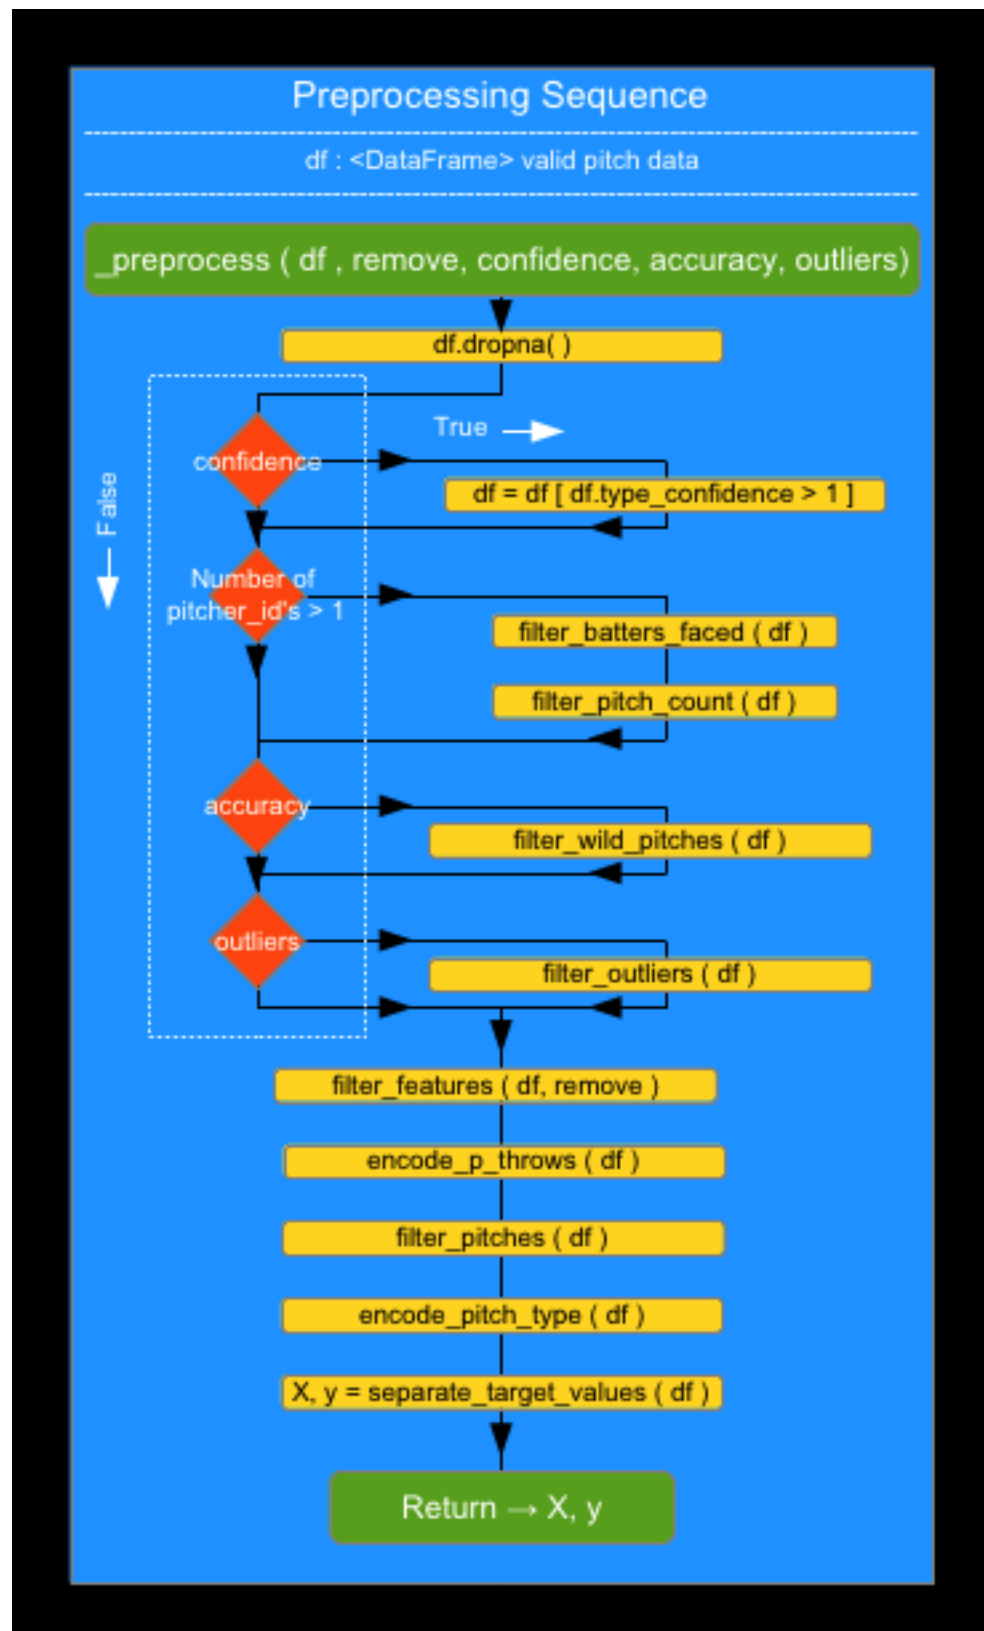 Preprocessing Sequence
df : <DataFrame> valid pitch data
_preprocess ( df , remove, confidence, accuracy, outliers)
df.dropna( )
True
confidence
df = df [ df.type_confidence > 1 ]
False
Number of
pitcher_id's > 1
filter_batters_faced ( df )
filter_pitch_count ( df )
accuracy
filter_wild_pitches ( df )
outliers
filter_outliers ( df )
filter_features ( df, remove )
encode_p_throws ( df )
filter_pitches ( df )
encode_pitch_type ( df )
X, y = separate_target_values ( df )
Return → X, y